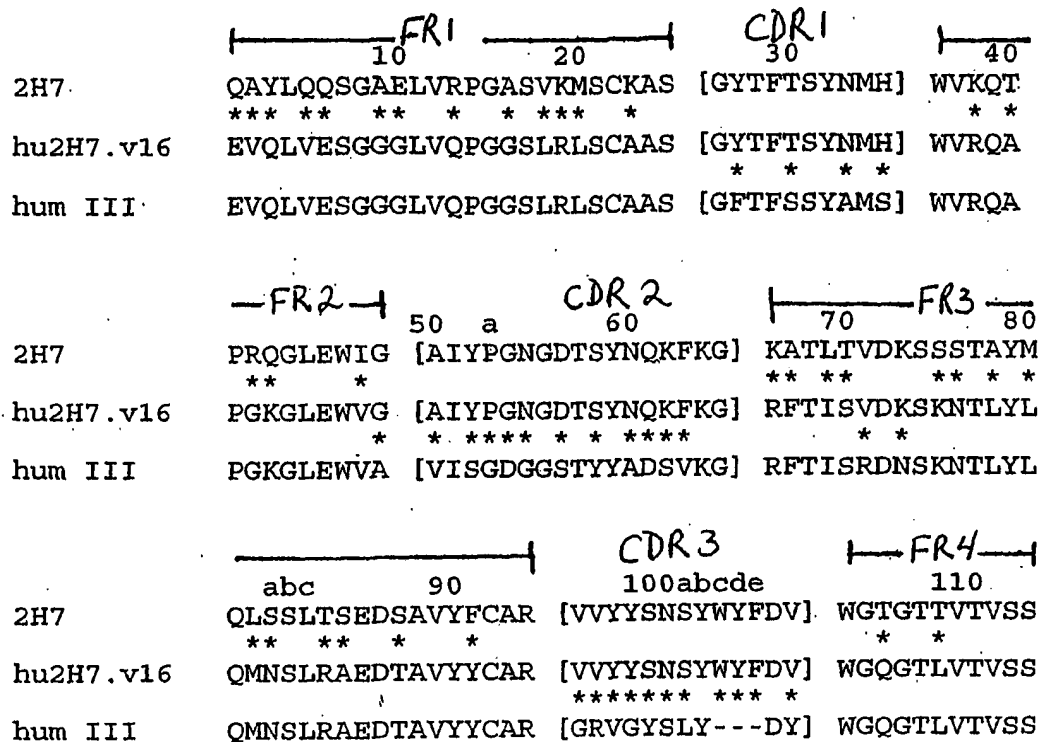 FR1 CDR1
10 20 30 40
2H7 QAYLQQSGAELVRPGASVKMSCKAS [GYTFTSYNMH] WVKQT
*** ** ** * * *** * * *
hu2H7.v16 EVQLVESGGGLVQPGGSLRLSCAAS [GYTFTSYNMH] WVRQA
* * * *
hum III EVQLVESGGGLVQPGGSLRLSCAAS [GFTFSSYAMS] WVRQA
FR2 CDR2 FR3
50 a 60 70 80
2H7 PRQGLEWIG [AIYPGNGDTSYNQKFKG] KATLTVDKSSSTAYM
** * ** ** ** * *
hu2H7.v16 PGKGLEWVG [AIYPGNGDTSYNQKFKG] RFTISVDKSKNTLYL
* * **** * * **** * *
hum III PGKGLEWVA [VISGDGGSTYYADSVKG] RFTISRDNSKNTLYL
CDR3 FR4
abc 90 100abcde 110
2H7 QLSSLTSEDSAVYFCAR [VVYYSNSYWYFDV] WGTGTTVTVSS
** ** * * * *
hu2H7.v16 QMNSLRAEDTAVYYCAR [VVYYSNSYWYFDV] WGQGTLVTVSS
******* *** *
hum III QMNSLRAEDTAVYYCAR [GRVGYSLY---DY] WGQGTLVTVSS